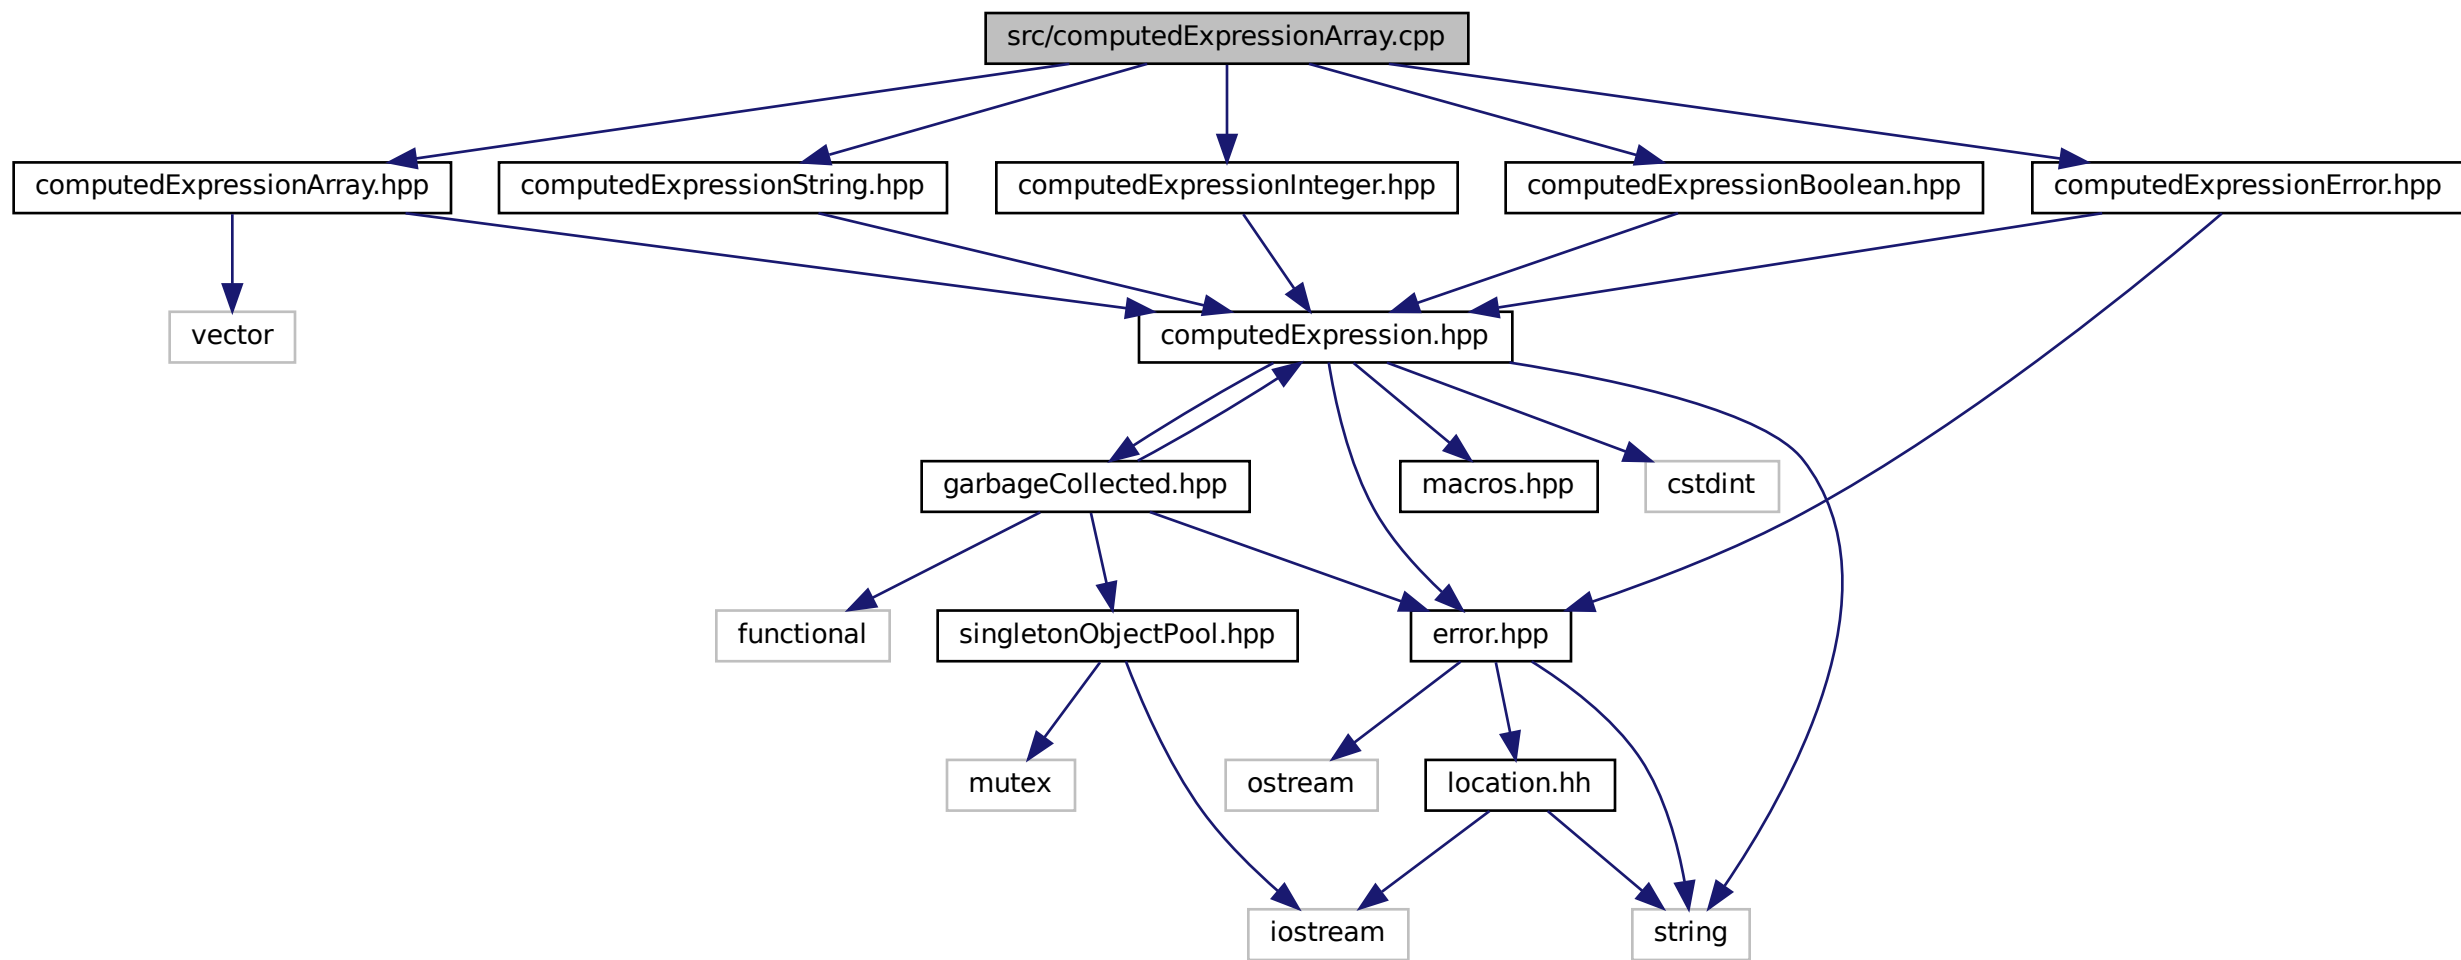 src/computedExpressionArray.cpp
computedExpressionArray.hpp
computedExpressionString.hpp
computedExpressionInteger.hpp
computedExpressionBoolean.hpp
computedExpressionError.hpp
vector
computedExpression.hpp
garbageCollected.hpp
macros.hpp
cstdint
functional
singletonObjectPool.hpp
error.hpp
mutex
ostream
location.hh
iostream
string